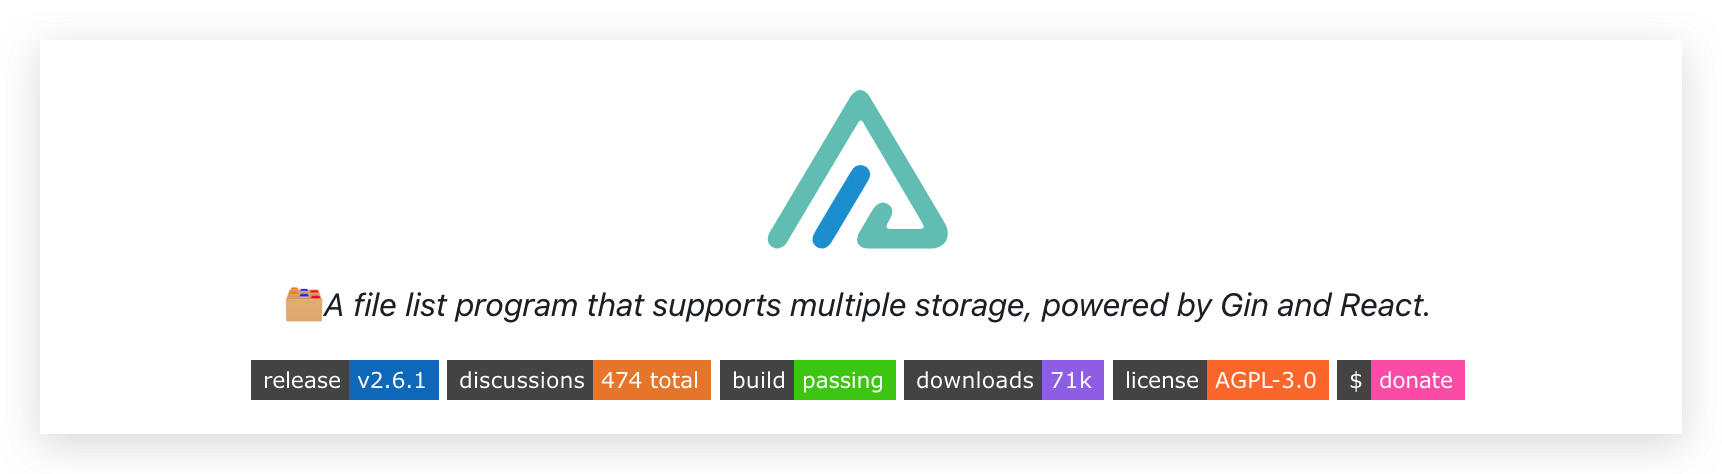 A file list program that supports multiple storage, powered by Gin and React.
release v2.6.1 discussions 474 total build passing downloads 71k license AGPL-3.0 $ donate